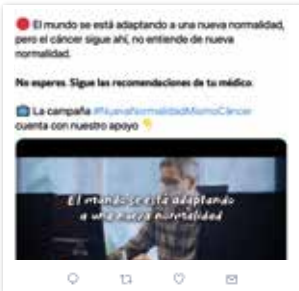 🔴 El mundo se está adaptando a una nueva normalidad,
pero el cáncer sigue ahí, no entiende de nueva
normalidad.
No esperes. Sigue las recomendaciones de tu médico.
📷 La campaña #NuevaNormalidadMismoCáncer
cuenta con nuestro apoyo 👇
El mundo se está adaptando
a una nueva normalidad